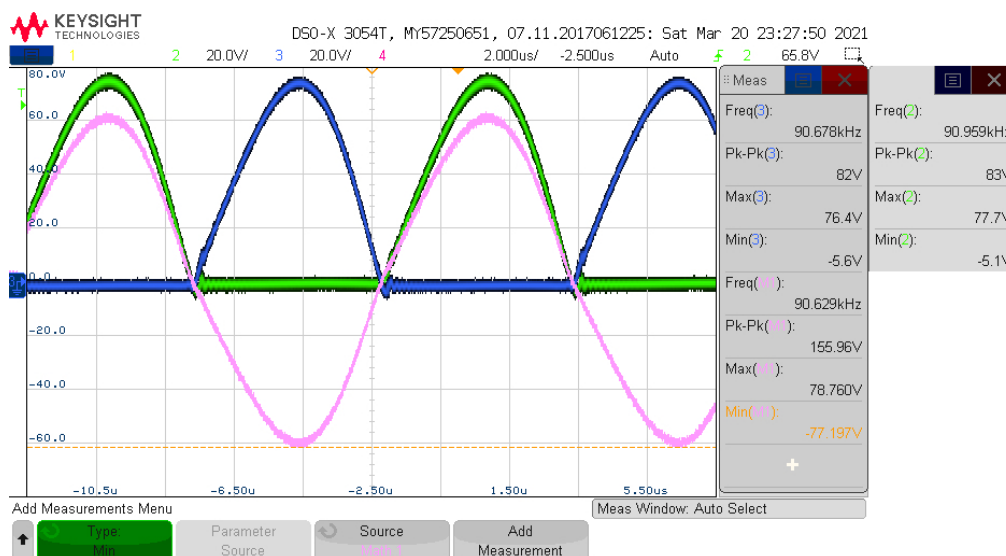 KEYSIGHT
TECHNOLOGIES
DSO-X 3054T, MY57250651, 07.11.2017061225: Sat Mar 20 23:27:50 2021
1 2 20.0V/ 3 20.0V/ 4 2.000us/ -2.500us Auto 2 65.8V
80.0V
T
60.0
40.0
20.0
0.0
-20.0
-40.0
-60.0
-10.5u -6.50u -2.50u 1.50u 5.50us
Meas
Freq(3):
90.678kHz
Pk-Pk(3):
82V
Max(3):
76.4V
Min(3):
-5.6V
Freq(M1):
90.629kHz
Pk-Pk(M1):
155.96V
Max(M1):
78.760V
Min(M1):
-77.197V
Freq(2):
90.959kHz
Pk-Pk(2):
83V
Max(2):
77.7V
Min(2):
-5.1V
Add Measurements Menu
Meas Window: Auto Select
Type:
Min
Parameter
Source
Source
Math 1
Add
Measurement